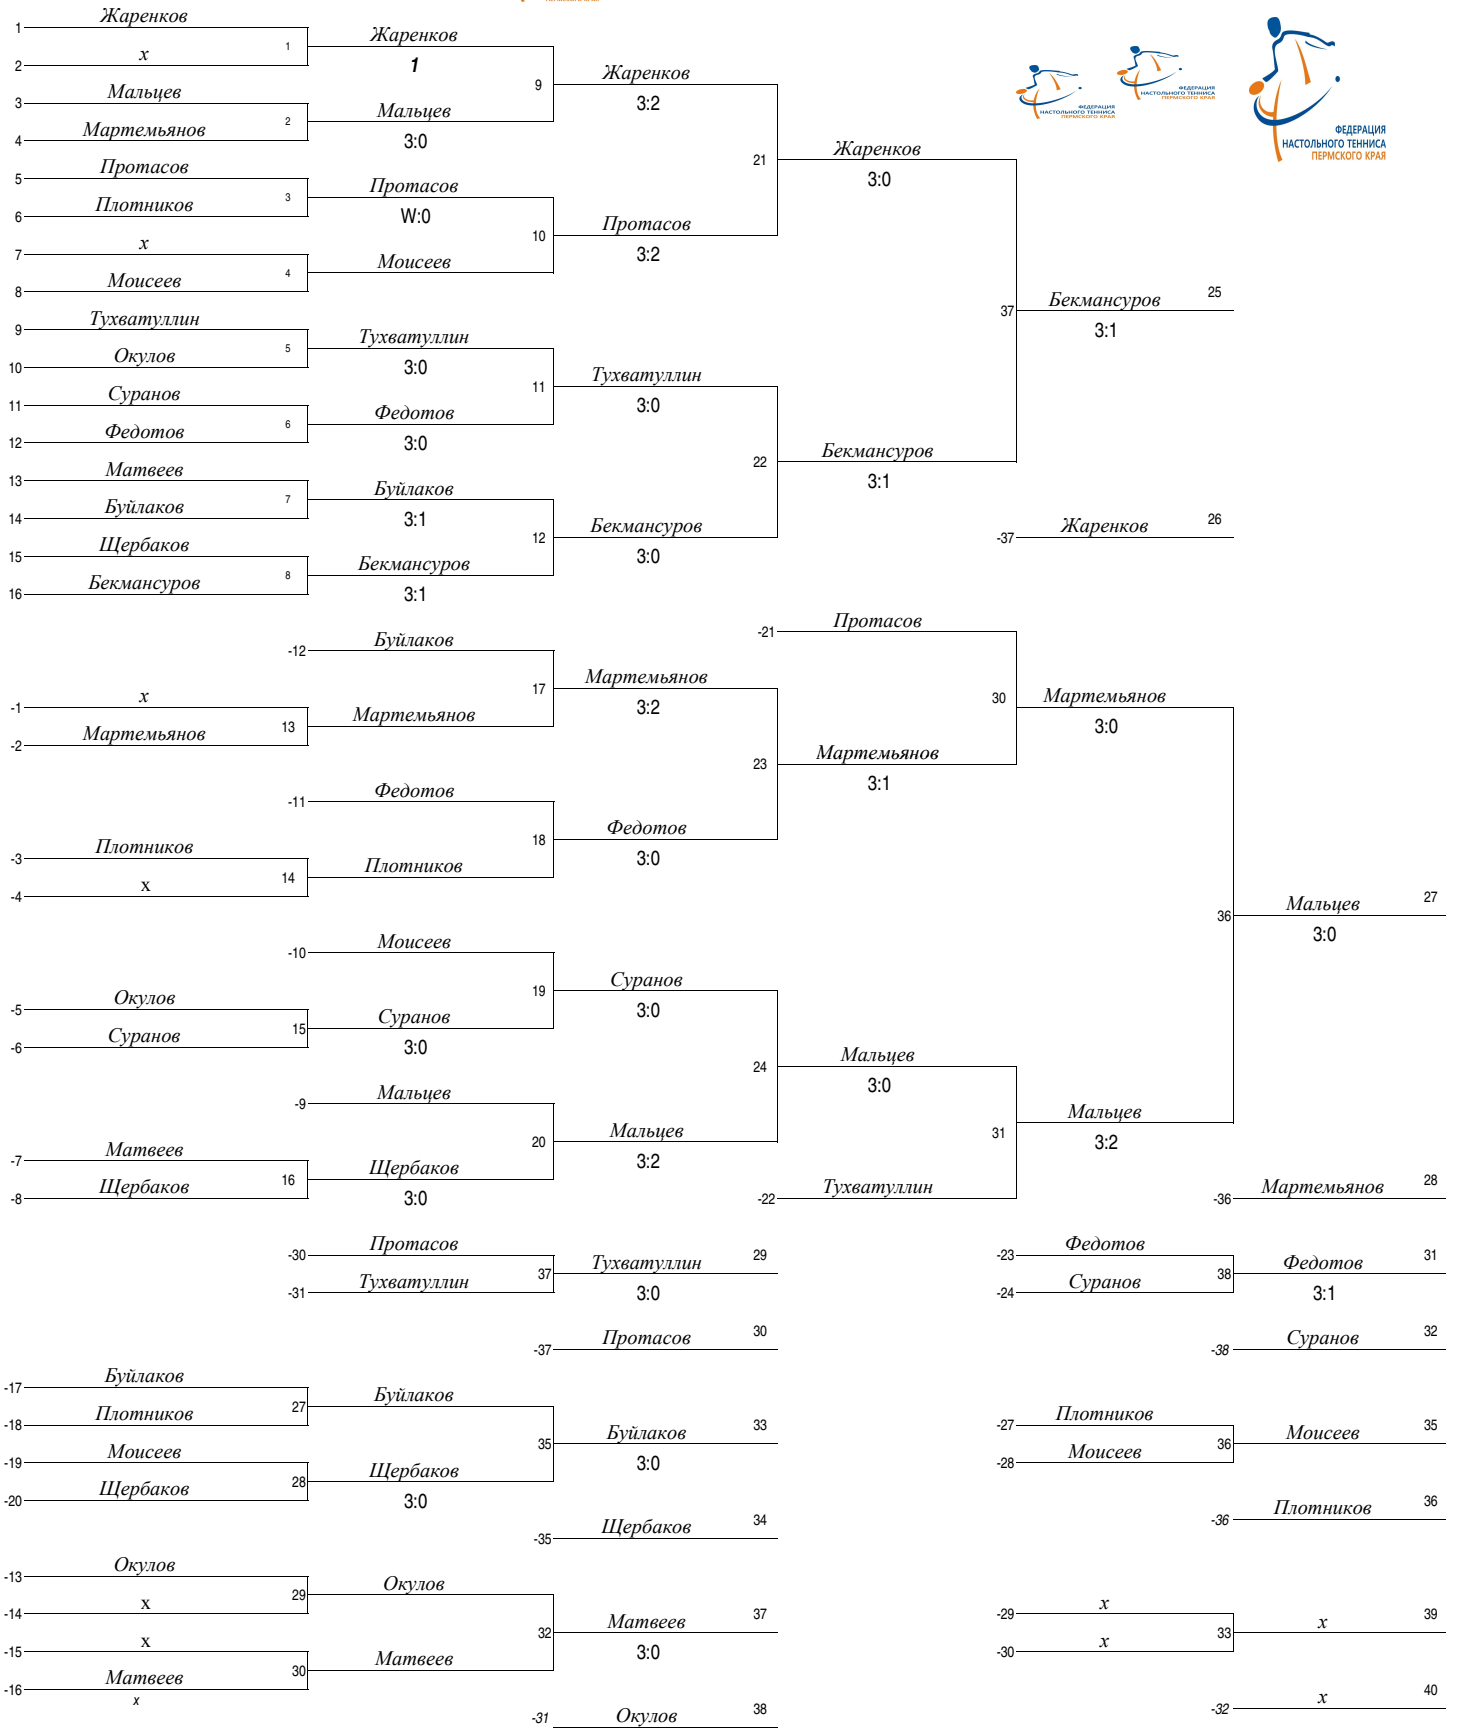 Жаренков
1
Жаренков
1
х
2
1
9
Жаренков
3:2
Мальцев
3
Мальцев
3:0
2
Мартемьянов
4
21
Жаренков
3:0
Протасов
5
Протасов
W:0
3
Плотников
6
10
Протасов
3:2
х
7
Моисеев
4
Моисеев
8
37
Бекмансуров
25
3:1
Тухватуллин
9
Тухватуллин
3:0
5
Окулов
10
11
Тухватуллин
3:0
Суранов
11
Федотов
3:0
6
Федотов
12
22
Бекмансуров
3:1
Матвеев
13
Буйлаков
3:1
7
Буйлаков
14
12
Бекмансуров
3:0
Щербаков
15
Бекмансуров
3:1
8
Бекмансуров
16
-37
Жаренков
26
ФЕДЕРАЦИЯ
НАСТОЛЬНОГО ТЕННИСА
ПЕРМСКОГО КРАЯ
ФЕДЕРАЦИЯ
НАСТОЛЬНОГО ТЕННИСА
ПЕРМСКОГО КРАЯ
ФЕДЕРАЦИЯ
НАСТОЛЬНОГО ТЕННИСА
ПЕРМСКОГО КРАЯ
-21
Протасов
-12
Буйлаков
17
Мартемьянов
3:2
30
Мартемьянов
3:0
-1
х
13
Мартемьянов
-2
Мартемьянов
23
Мартемьянов
3:1
-11
Федотов
18
Федотов
3:0
-3
Плотников
14
Плотников
-4
х
36
Мальцев
27
3:0
-10
Моисеев
19
Суранов
3:0
-5
Окулов
15
Суранов
3:0
-6
Суранов
24
Мальцев
3:0
-9
Мальцев
20
Мальцев
3:2
31
Мальцев
3:2
-7
Матвеев
16
Щербаков
3:0
-8
Щербаков
-22
Тухватуллин
-36
Мартемьянов
28
-30
Протасов
37
Тухватуллин
29
3:0
-31
Тухватуллин
-37
Протасов
30
-23
Федотов
38
Федотов
31
3:1
-24
Суранов
-38
Суранов
32
-17
Буйлаков
27
Буйлаков
-18
Плотников
35
Буйлаков
33
3:0
-19
Моисеев
28
Щербаков
3:0
-20
Щербаков
-35
Щербаков
34
-27
Плотников
36
Моисеев
35
-28
Моисеев
-36
Плотников
36
-13
Окулов
29
Окулов
-14
х
32
Матвеев
37
3:0
-15
х
30
Матвеев
-16
Матвеев
х
-31
Окулов
38
-29
х
33
х
39
-30
х
-32
х
40